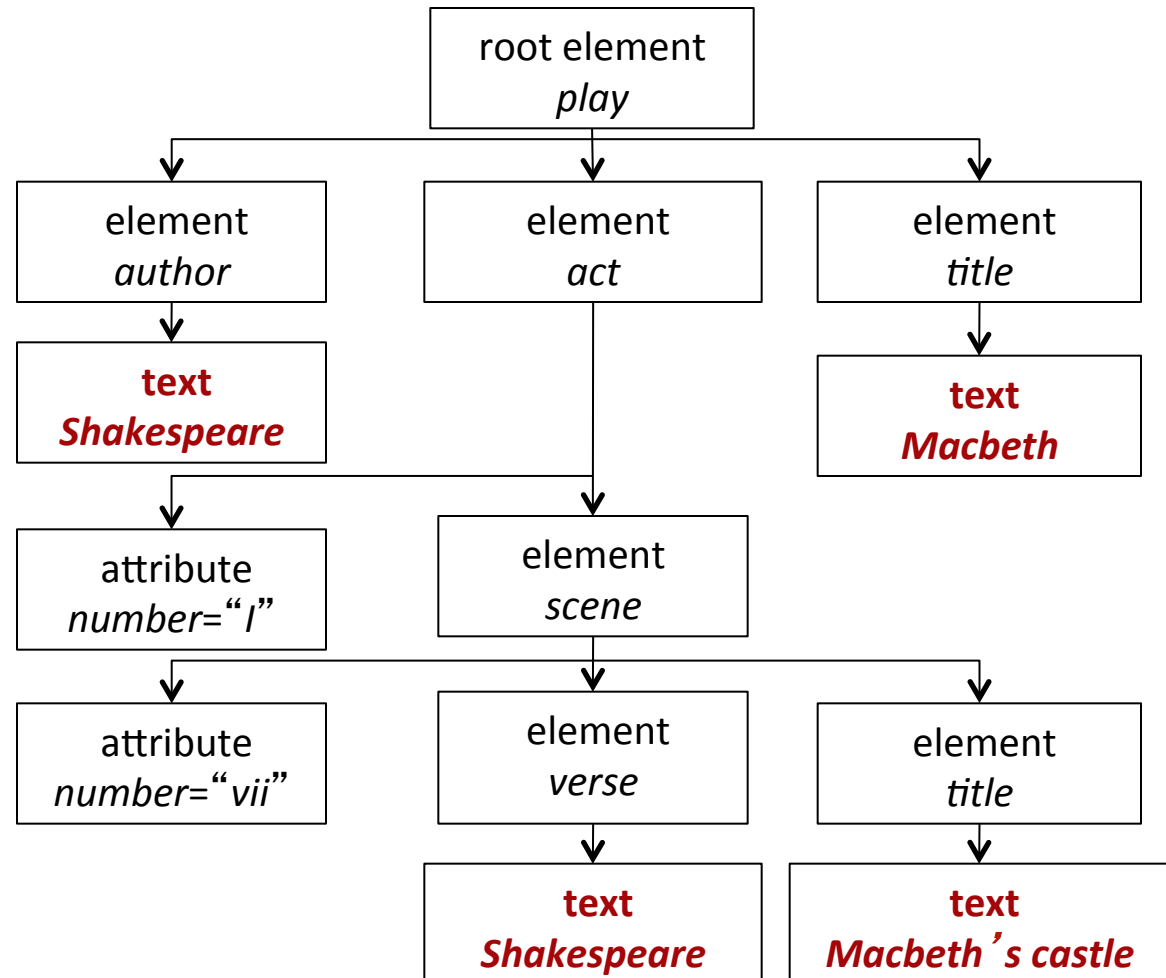 root element
play
element
author
element
act
element
title
text
Shakespeare
text
Macbeth
attribute
number=“I”
element
scene
attribute
number=“vii”
element
verse
element
title
text
Shakespeare
text
Macbeth’s castle